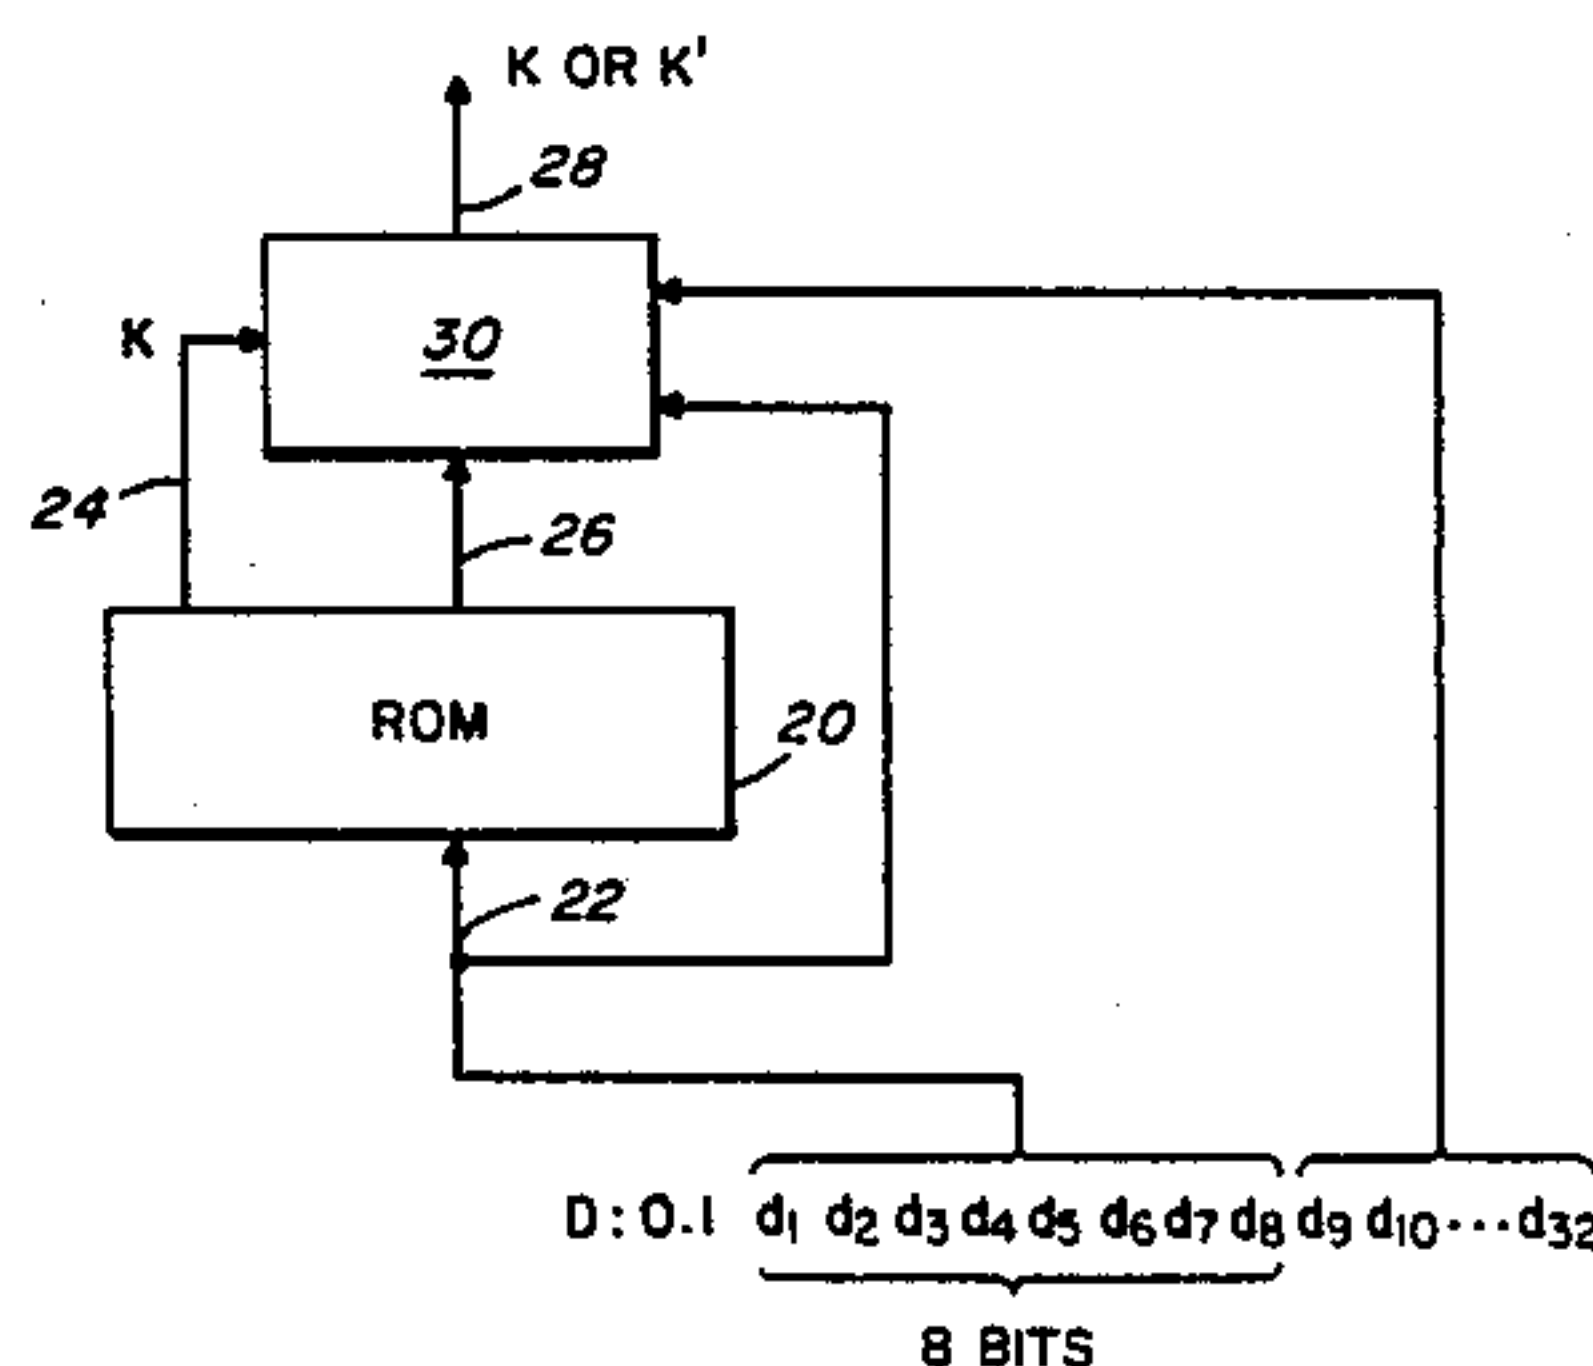 K OR K'
28
K
30
24
26
ROM
20
22
D: 0.1 d₁ d₂ d₃ d₄ d₅ d₆ d₇ d₈ d₉ d₁₀ ... d₃₂
8 BITS